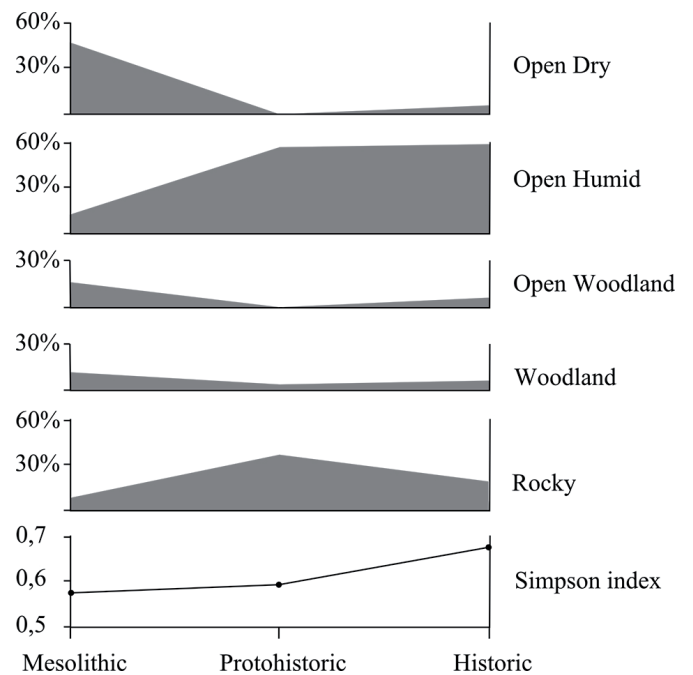 60%
30%
Open Dry
60%
30%
Open Humid
30%
Open Woodland
30%
Woodland
60%
30%
Rocky
0,7
0,6
0,5
Simpson index
Mesolithic Protohistoric Historic